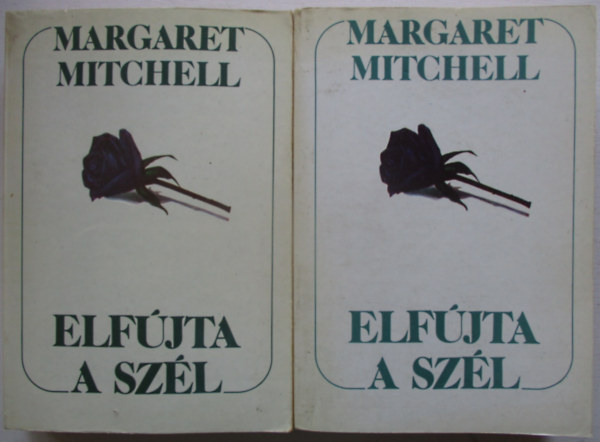 MARGARET
MITCHELL
ELFÚJTA
A SZÉL
MARGARET
MITCHELL
ELFÚJTA
A SZÉL